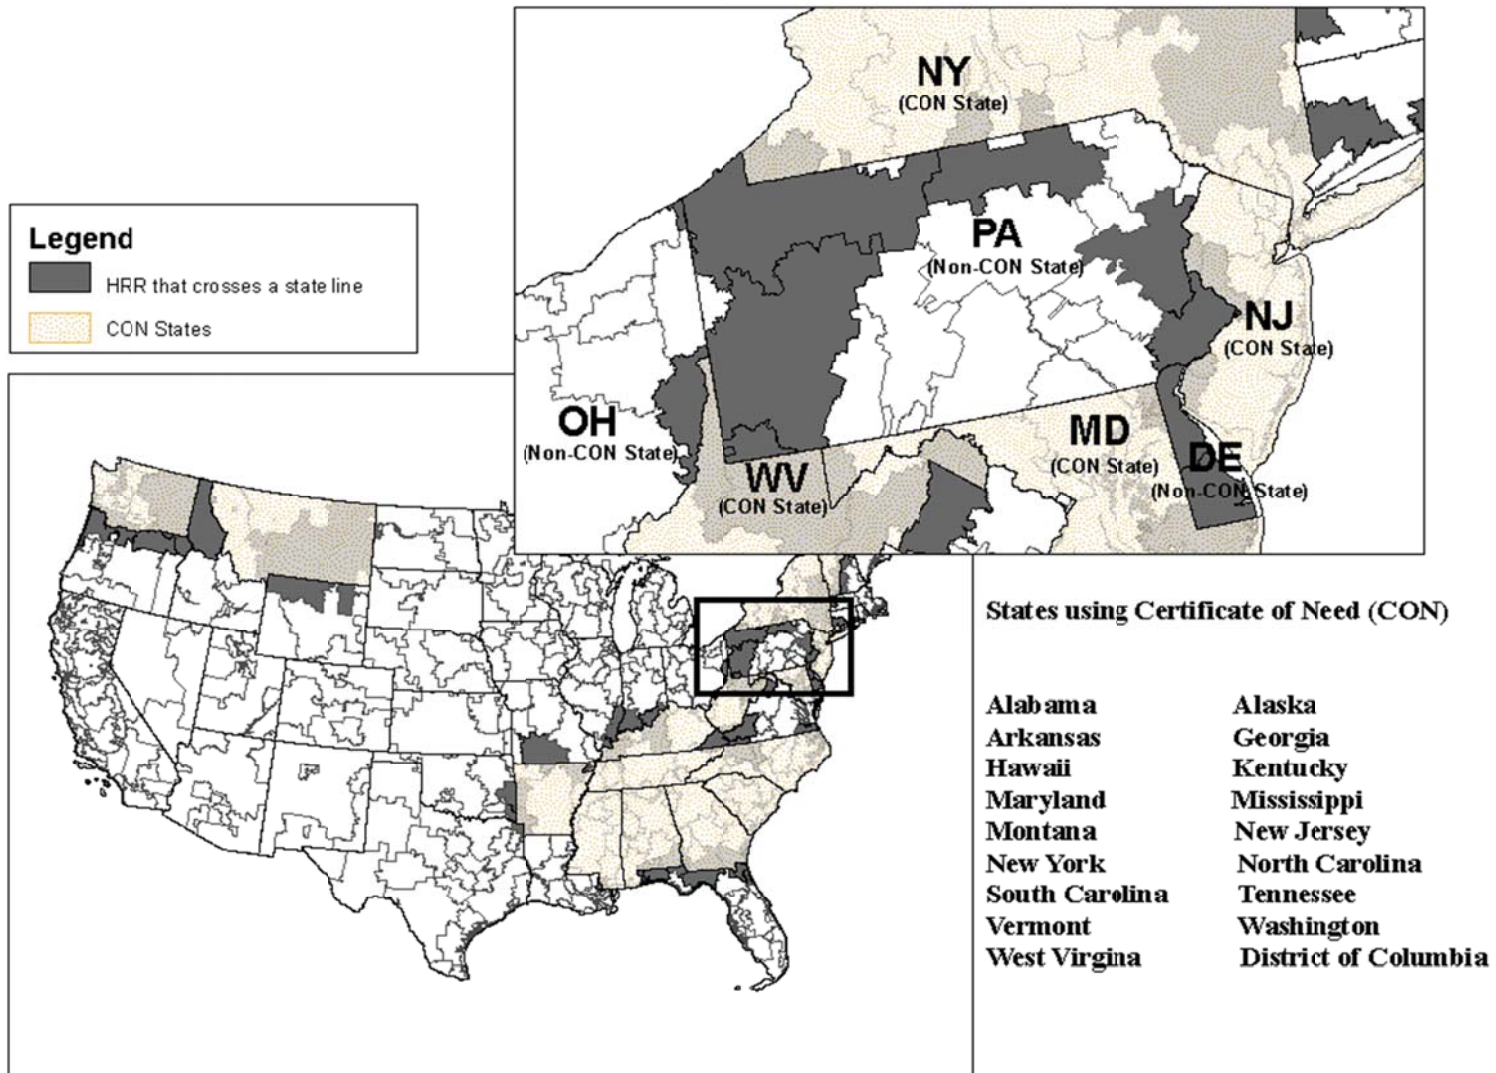 NY
(CON State)
PA
(Non-CON State)
NJ
(CON State)
OH
(Non-CON State)
MD
(CON State)
DE
(Non-CON State)
WV
(CON State)
Legend
HRR that crosses a state line
CON States
States using Certificate of Need (CON)
Alabama Alaska
Arkansas Georgia
Hawaii Kentucky
Maryland Mississippi
Montana New Jersey
New York North Carolina
South Carolina Tennessee
Vermont Washington
West Virgina District of Columbia